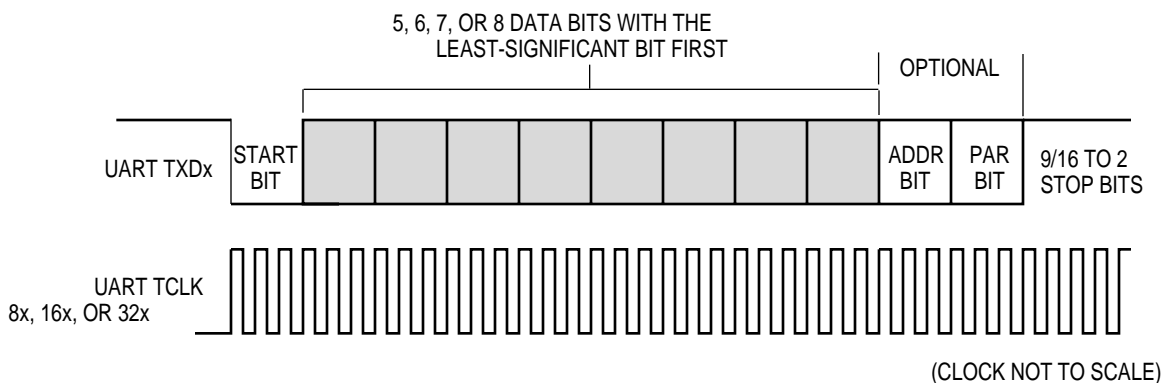 5, 6, 7, OR 8 DATA BITS WITH THE
LEAST-SIGNIFICANT BIT FIRST
OPTIONAL
UART TXDx
START
BIT
ADDR
BIT
PAR
BIT
9/16 TO 2
STOP BITS
UART TCLK
8x, 16x, OR 32x
(CLOCK NOT TO SCALE)